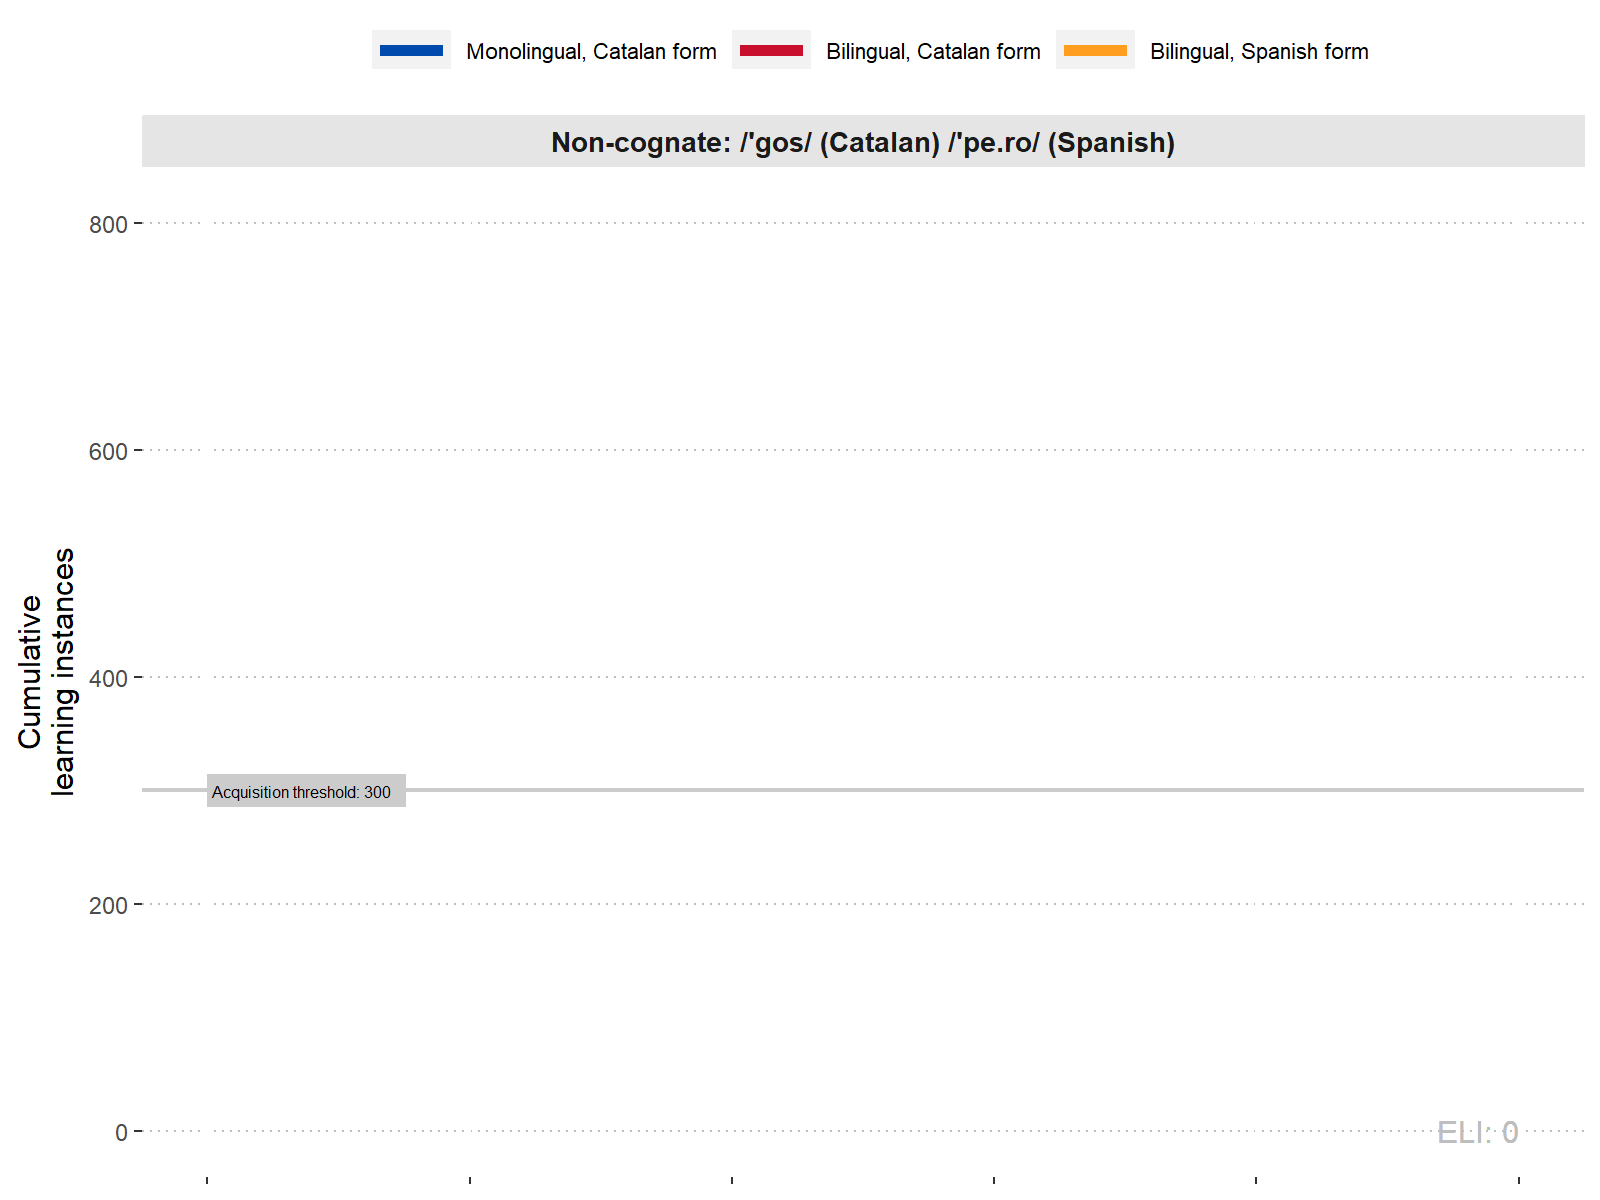 Monolingual, Catalan form Bilingual, Catalan form Bilingual, Spanish form
Non-cognate: /'gos/ (Catalan) /'pe.ro/ (Spanish)
800
600
400
200
0
Cumulative
learning instances
Acquisition threshold: 300
ELI: 0